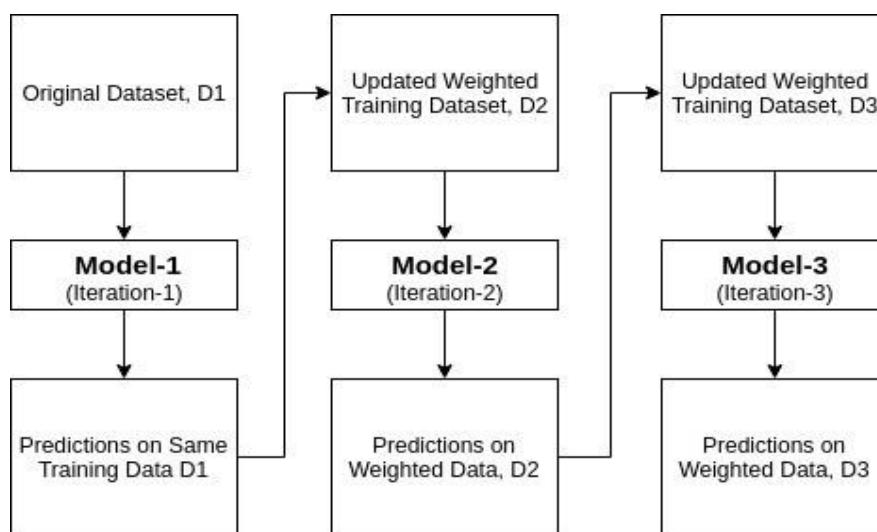 Original Dataset, D1
Model-1
(Iteration-1)
Predictions on Same
Training Data D1
Updated Weighted
Training Dataset, D2
Model-2
(Iteration-2)
Predictions on
Weighted Data, D2
Updated Weighted
Training Dataset, D3
Model-3
(Iteration-3)
Predictions on
Weighted Data, D3